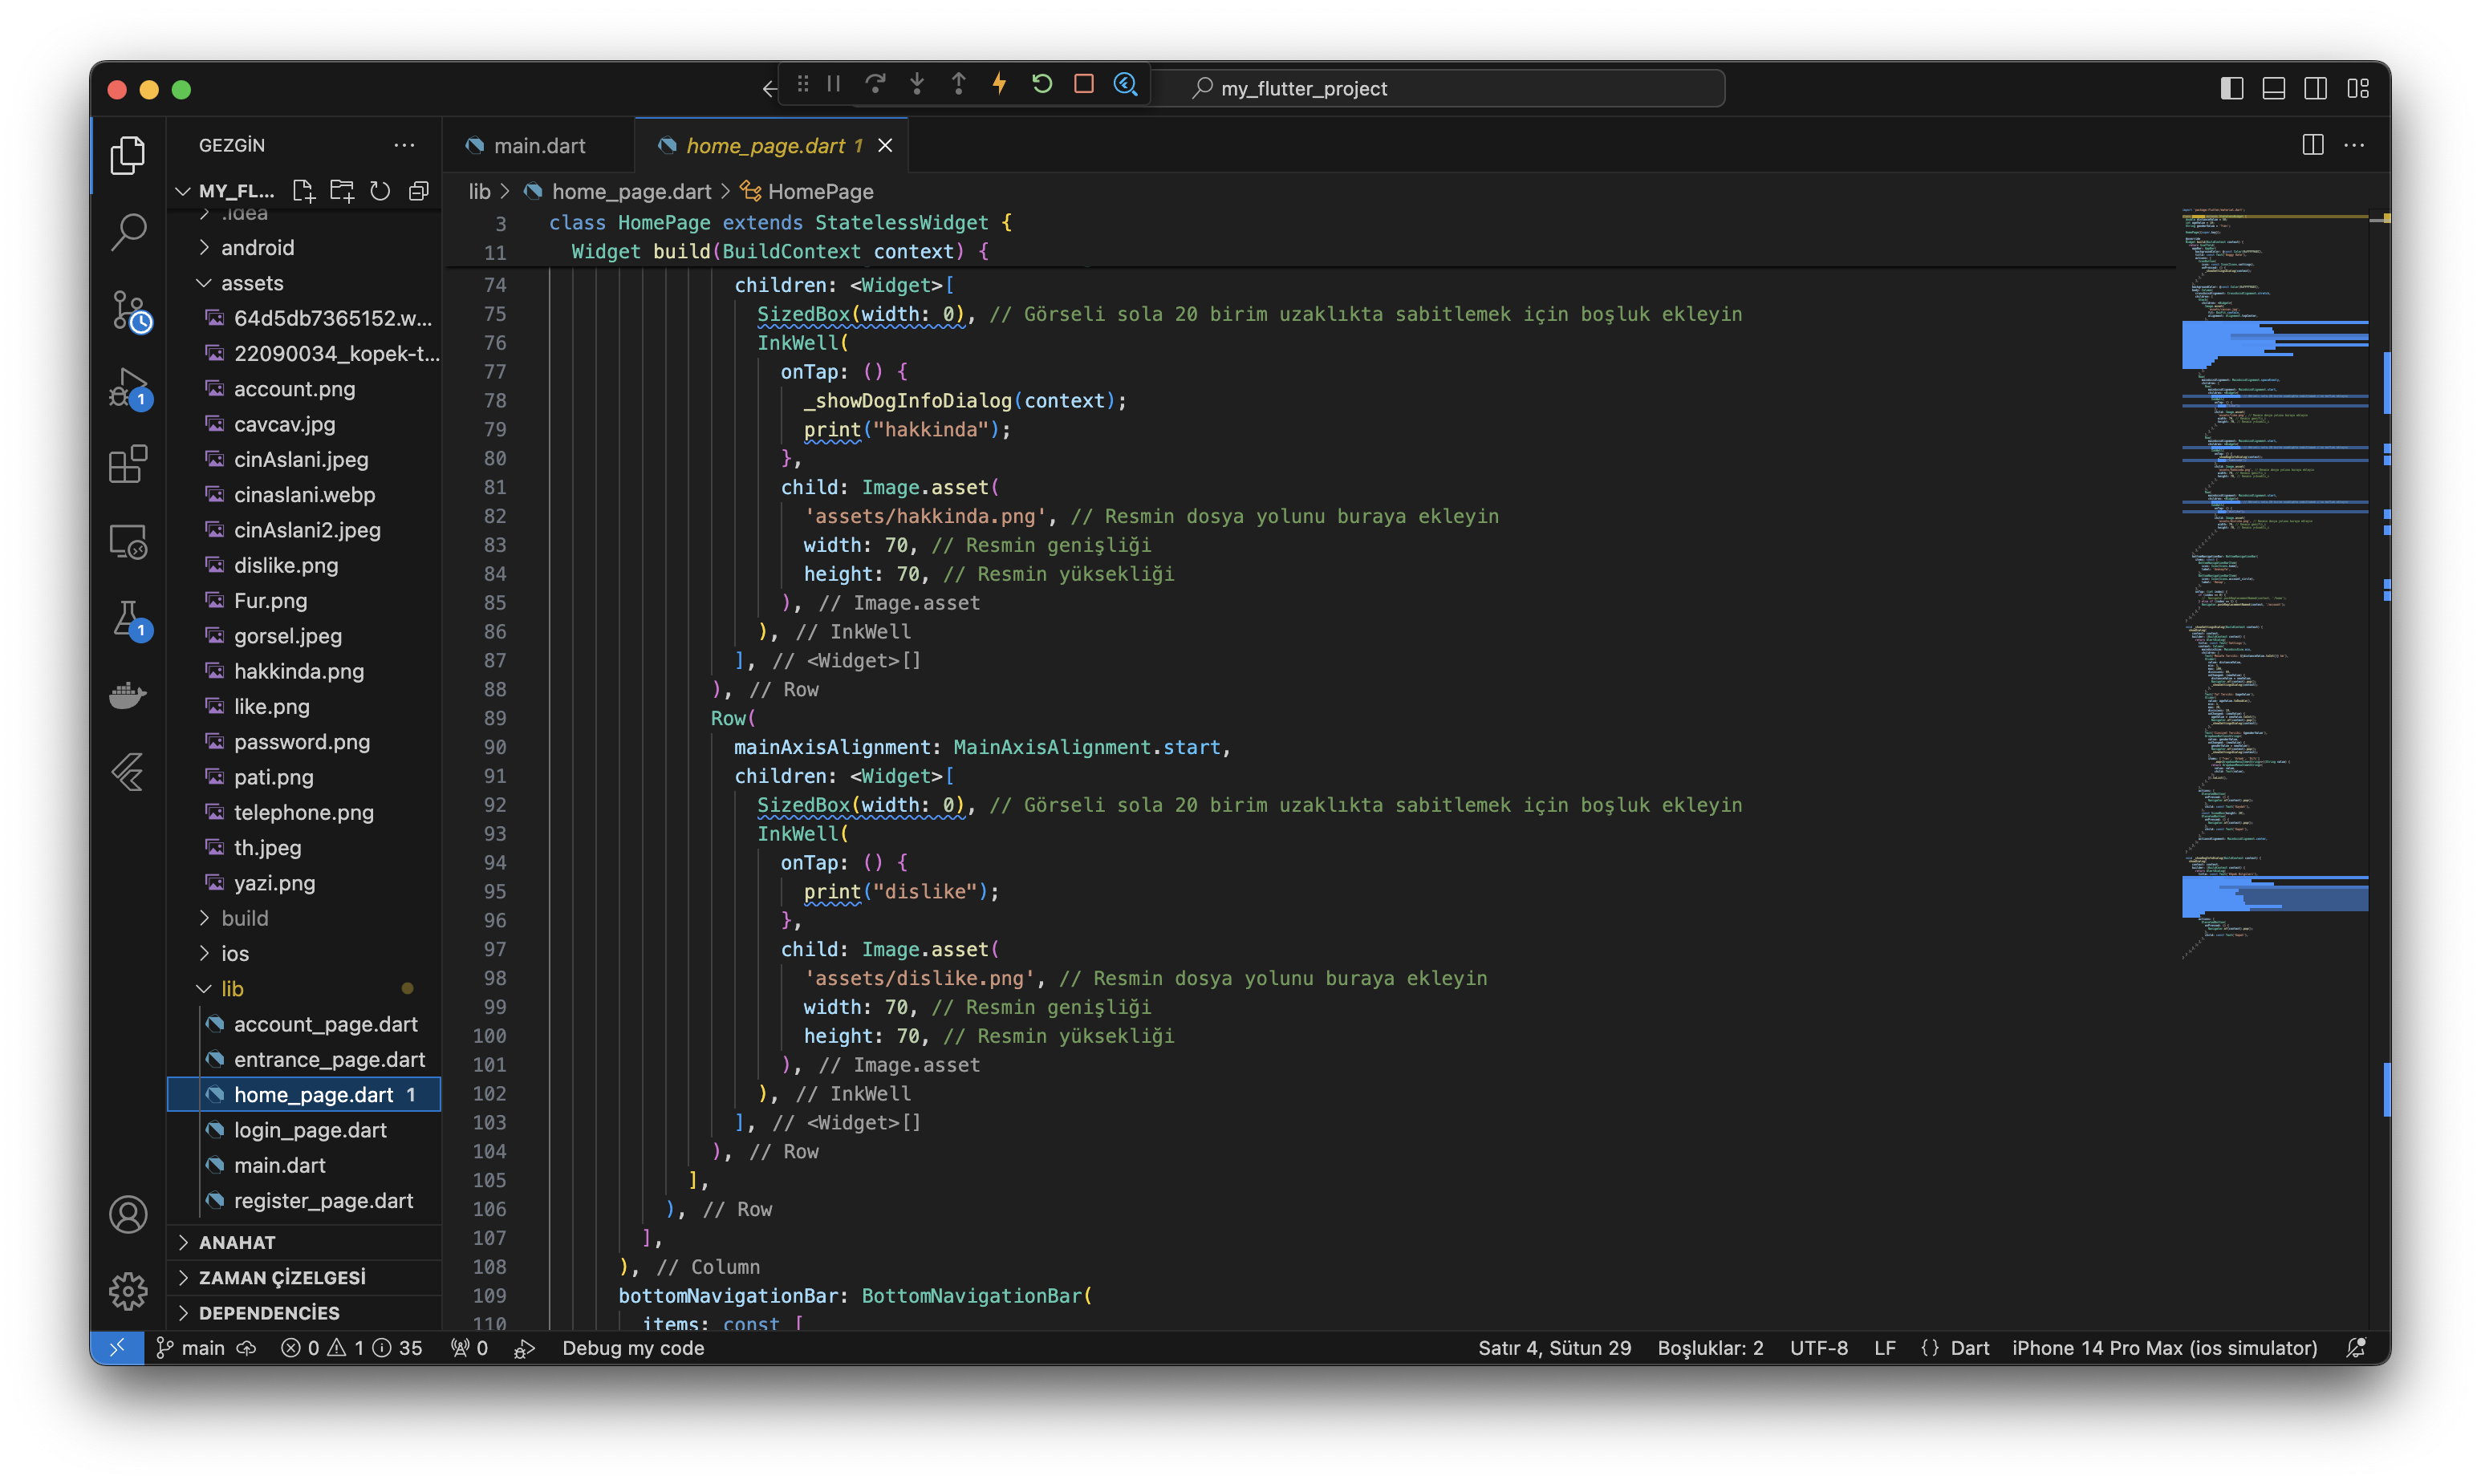 my_flutter_project
GEZGİN
main.dart
home_page.dart 1
MY_FL...
lib > home_page.dart > HomePage
.idea
android
assets
64d5db7365152.w...
22090034_kopek-t...
account.png
cavcav.jpg
cinAslani.jpeg
cinaslani.webp
cinAslani2.jpeg
dislike.png
Fur.png
gorsel.jpeg
hakkinda.png
like.png
password.png
pati.png
telephone.png
th.jpeg
yazi.png
build
ios
lib
account_page.dart
entrance_page.dart
home_page.dart 1
login_page.dart
main.dart
register_page.dart
ANAHAT
ZAMAN ÇİZELGESİ
DEPENDENCİES
1
1
3 class HomePage extends StatelessWidget {
11 Widget build(BuildContext context) {
74 children: <Widget>[
75 SizedBox(width: 0), // Görseli sola 20 birim uzaklıkta sabitlemek için boşluk ekleyin
76 InkWell(
77 onTap: () {
78 _showDogInfoDialog(context);
79 print("hakkinda");
80 },
81 child: Image.asset(
82 'assets/hakkinda.png', // Resmin dosya yolunu buraya ekleyin
83 width: 70, // Resmin genişliği
84 height: 70, // Resmin yüksekliği
85 ), // Image.asset
86 ), // InkWell
87 ], // <Widget>[]
88 ), // Row
89 Row(
90 mainAxisAlignment: MainAxisAlignment.start,
91 children: <Widget>[
92 SizedBox(width: 0), // Görseli sola 20 birim uzaklıkta sabitlemek için boşluk ekleyin
93 InkWell(
94 onTap: () {
95 print("dislike");
96 },
97 child: Image.asset(
98 'assets/dislike.png', // Resmin dosya yolunu buraya ekleyin
99 width: 70, // Resmin genişliği
100 height: 70, // Resmin yüksekliği
101 ), // Image.asset
102 ), // InkWell
103 ], // <Widget>[]
104 ), // Row
105 ],
106 ), // Row
107 ],
108 ), // Column
109 bottomNavigationBar: BottomNavigationBar(
110 items: const [
main 0 1 35 0 Debug my code Satır 4, Sütun 29 Boşluklar: 2 UTF-8 LF {} Dart iPhone 14 Pro Max (ios simulator)